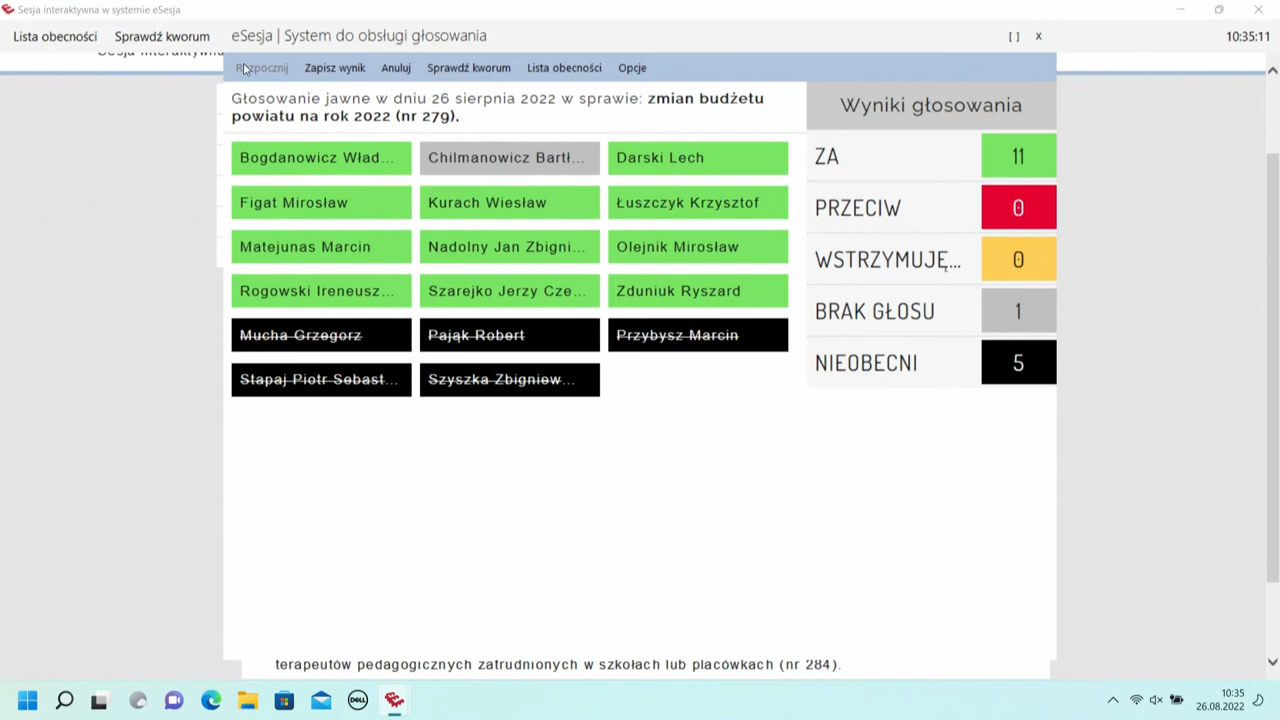 Sesja interaktywna w systemie eSesja
Lista obecności Sprawdź kworum eSesja | System do obsługi głosowania [ ] x 10:35:11
Rozpocznij Zapisz wynik Anuluj Sprawdź kworum Lista obecności Opcje
Głosowanie jawne w dniu 26 sierpnia 2022 w sprawie: zmian budżetu
powiatu na rok 2022 (nr 279).
Wyniki głosowania
Bogdanowicz Wład... Chilmanowicz Bartł... Darski Lech
Figat Mirosław Kurach Wiesław Łuszczyk Krzysztof
Matejunas Marcin Nadolny Jan Zbigni... Olejnik Mirosław
Rogowski Ireneusz... Szarejko Jerzy Cze... Zduniuk Ryszard
Mucha Grzegorz Pająk Robert Przybysz Marcin
Stapaj Piotr Sebast... Szyszka Zbigniew...
ZA 11
PRZECIW 0
WSTRZYMUJĘ... 0
BRAK GŁOSU 1
NIEOBECNI 5
terapeutów pedagogicznych zatrudnionych w szkołach lub placówkach (nr 284).
DELL
10:35
26.08.2022